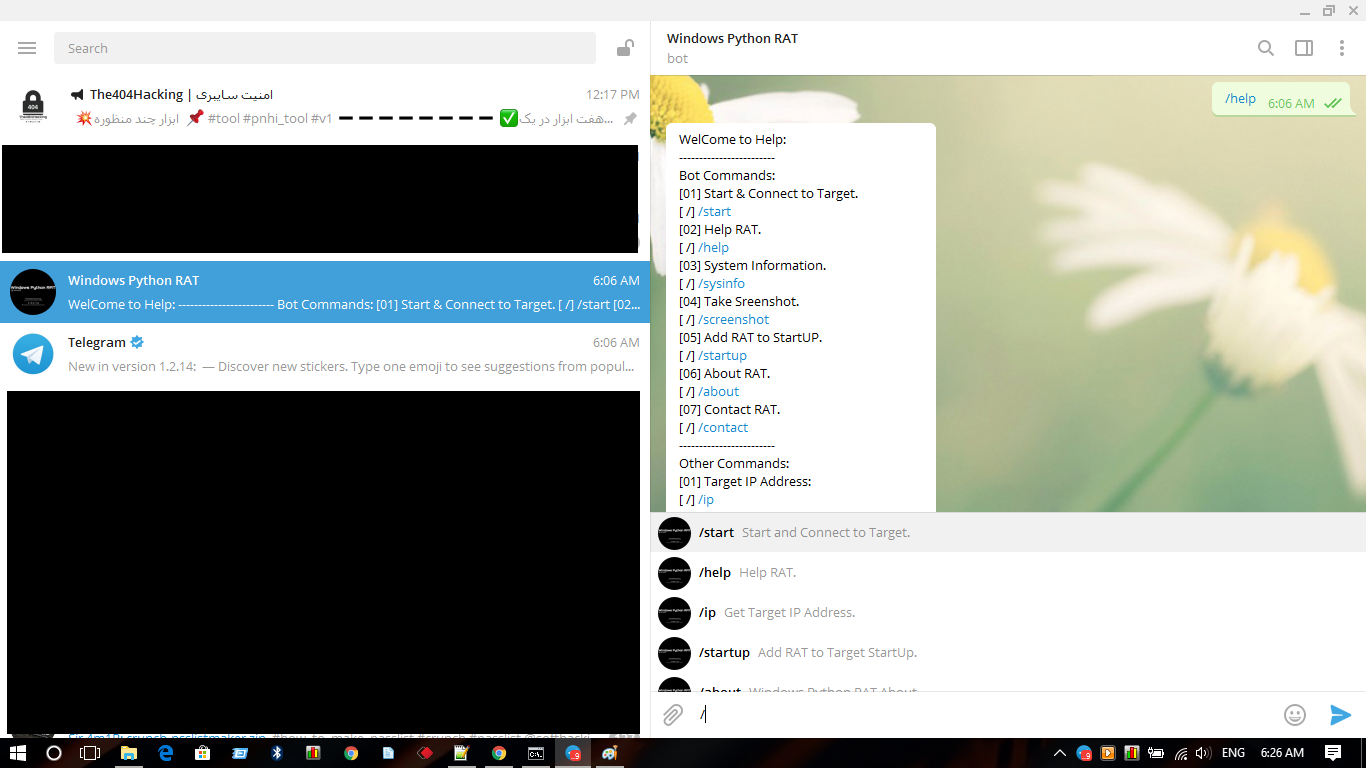 Search
The404Hacking | امنیت سایبری
12:17 PM
💥ابزار چند منظوره 📌 #tool #pnhi_tool #v1 ➖➖➖➖➖➖➖➖➖➖ ✅هفت ابزار در یک...
Windows Python RAT
6:06 AM
WelCome to Help: ------------------------ Bot Commands: [01] Start & Connect to Target. [ /] /start [02...
Telegram
6:06 AM
New in version 1.2.14: — Discover new stickers. Type one emoji to see suggestions from popul...
Windows Python RAT
bot
/help 6:06 AM
WelCome to Help:
------------------------
Bot Commands:
[01] Start & Connect to Target.
[ /] /start
[02] Help RAT.
[ /] /help
[03] System Information.
[ /] /sysinfo
[04] Take Sreenshot.
[ /] /screenshot
[05] Add RAT to StartUP.
[ /] /startup
[06] About RAT.
[ /] /about
[07] Contact RAT.
[ /] /contact
------------------------
Other Commands:
[01] Target IP Address:
[ /] /ip
/start Start and Connect to Target.
/help Help RAT.
/ip Get Target IP Address.
/startup Add RAT to Target StartUp.
/about Windows Python RAT About
/
ENG
6:26 AM